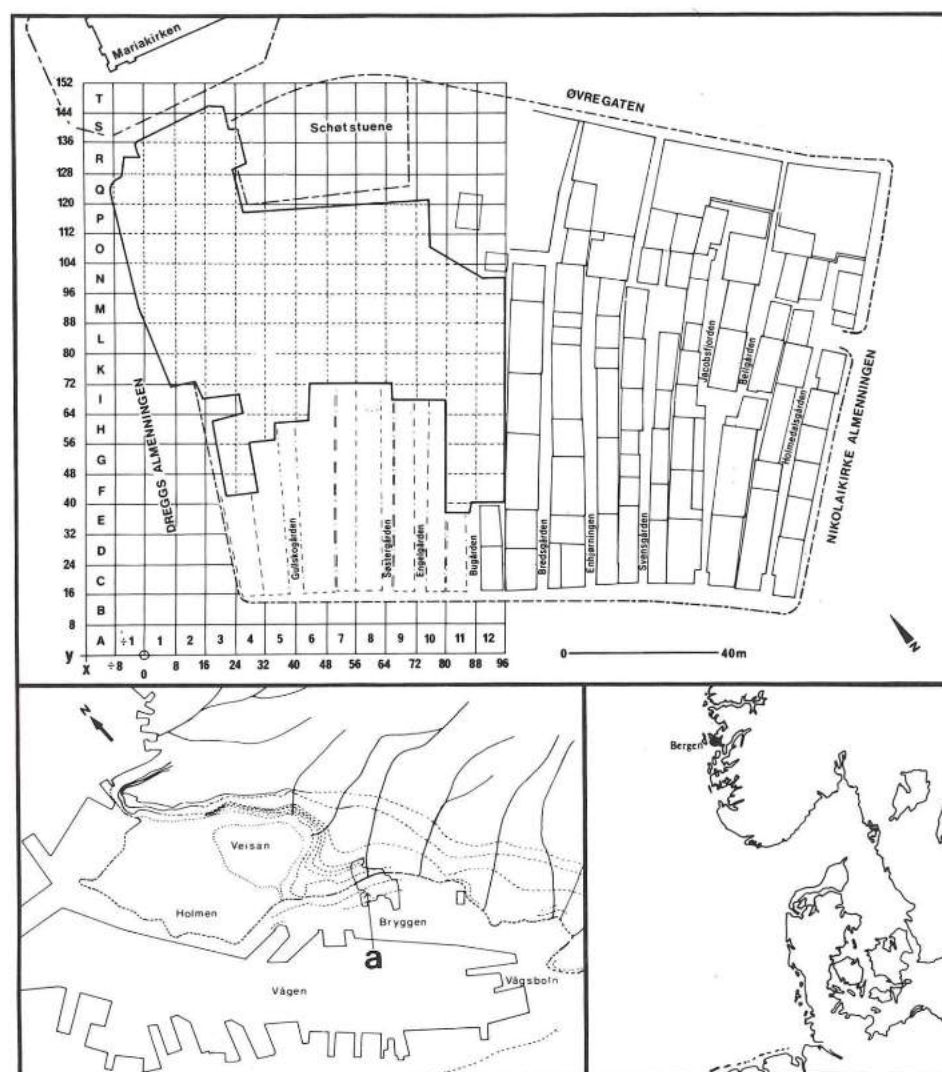 Mariakirken
ØVREGATEN
Schøtstuene
152
144
136
128
120
112
104
96
88
80
72
64
56
48
40
32
24
16
8
y
T
S
R
Q
P
O
N
M
L
K
I
H
G
F
E
D
C
B
A
÷1 1 2 3 4 5 6 7 8 9 10 11 12
x ÷8 0 8 16 24 32 40 48 56 64 72 80 88 96
DREGGS ALMENNINGEN
Gullskogården
Søstergården
Engelgården
Bugården
Bredsgården
Enhjørningen
Svensgården
Jacobsfjorden
Bellgården
Holmedalsgården
NIKOLAIKIRKE ALMENNINGEN
0 40m
N
N
Veisan
Holmen
Bryggen
a
Vågen
Vågsboln
Bergen